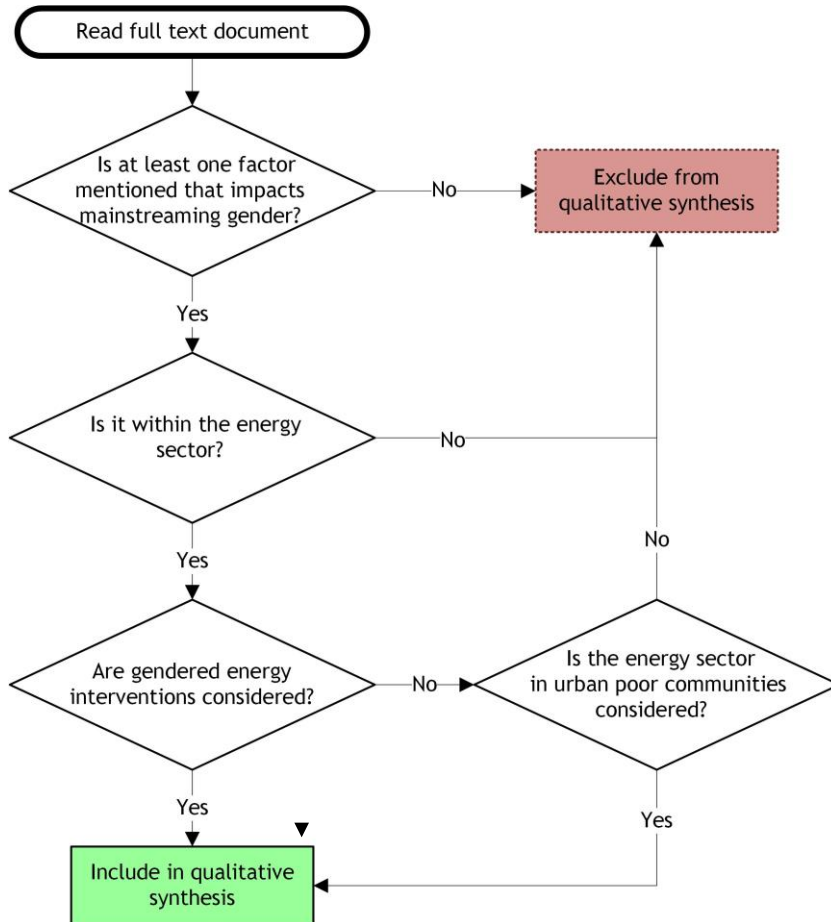 Read full text document
Is at least one factor
mentioned that impacts
mainstreaming gender?
No
Exclude from
qualitative synthesis
Yes
Is it within the energy
sector?
No
Yes
No
Are gendered energy
interventions considered?
No
Is the energy sector
in urban poor communities
considered?
Yes
Yes
Include in qualitative
synthesis